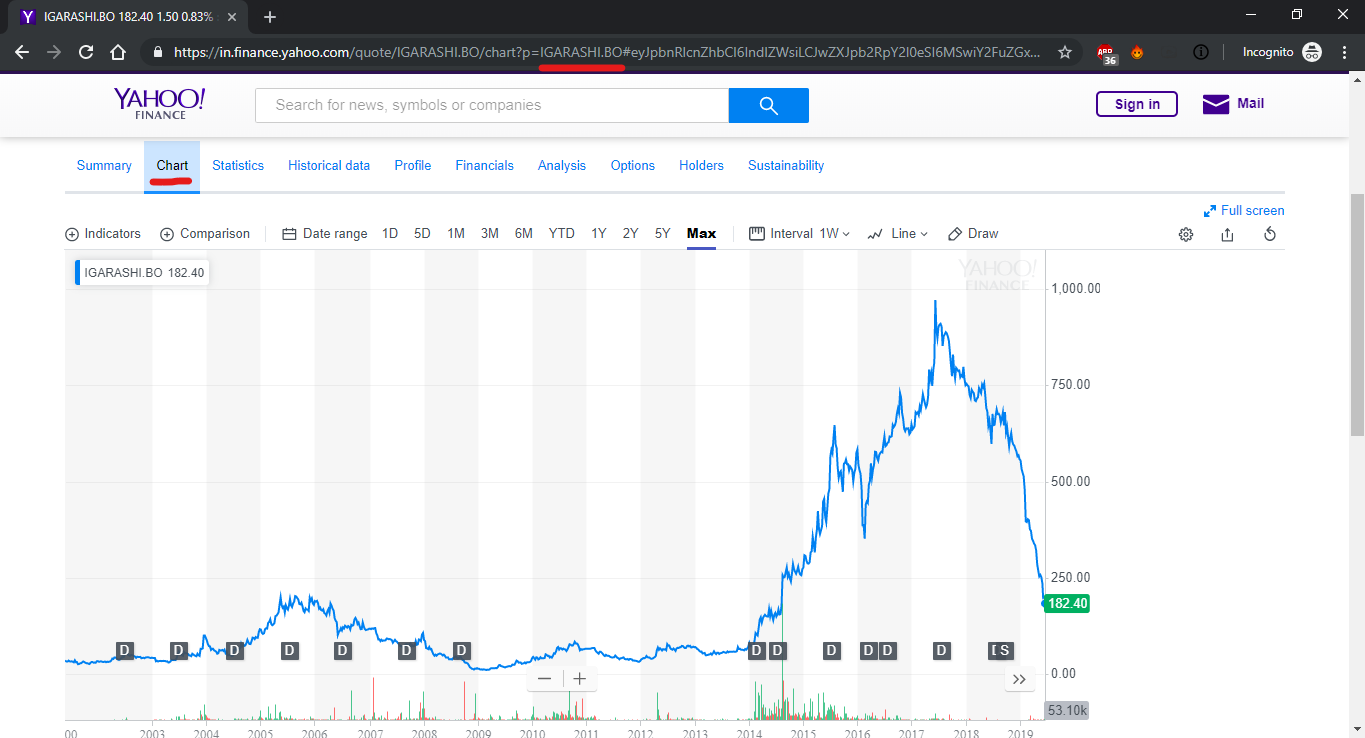 IGARASHI.BO 182.40 1.50 0.83%
https://in.finance.yahoo.com/quote/IGARASHI.BO/chart?p=IGARASHI.BO#eyJpbnRlcnZhbCI6IndlZWsiLCJwZXJpb2RpY2l0eSI6MSwiY2FuZGx...
ABP
36
Incognito
YAHOO!
FINANCE
Search for news, symbols or companies
Sign in
Mail
Summary Chart Statistics Historical data Profile Financials Analysis Options Holders Sustainability
Full screen
Indicators Comparison Date range 1D 5D 1M 3M 6M YTD 1Y 2Y 5Y Max Interval 1W Line Draw
IGARASHI.BO 182.40
YAHOO!
FINANCE
1,000.00
750.00
500.00
250.00
182.40
D D D D D D D D D D D D D D S
0.00
53.10k
00 2003 2004 2005 2006 2007 2008 2009 2010 2011 2012 2013 2014 2015 2016 2017 2018 2019